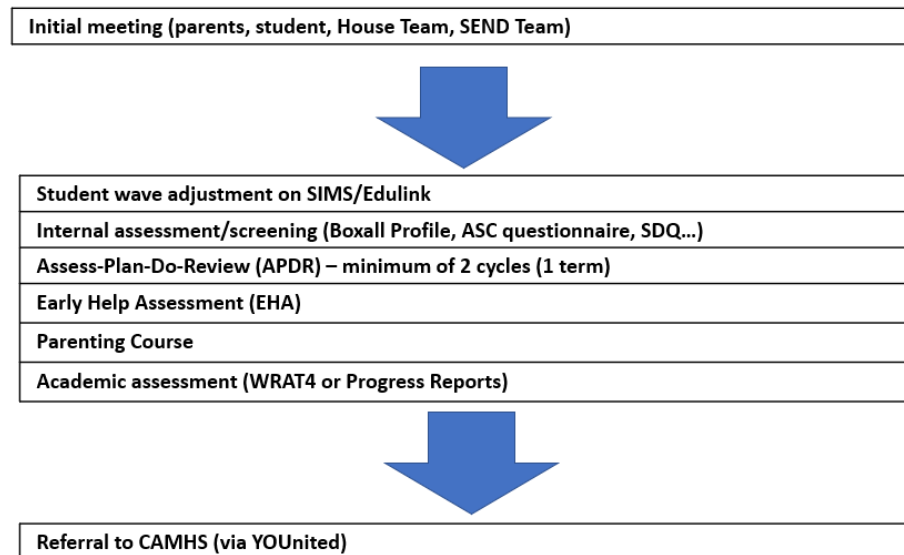 Initial meeting (parents, student, House Team, SEND Team)
Student wave adjustment on SIMS/Edulink
Internal assessment/screening (Boxall Profile, ASC questionnaire, SDQ…)
Assess-Plan-Do-Review (APDR) – minimum of 2 cycles (1 term)
Early Help Assessment (EHA)
Parenting Course
Academic assessment (WRAT4 or Progress Reports)
Referral to CAMHS (via YOUnited)